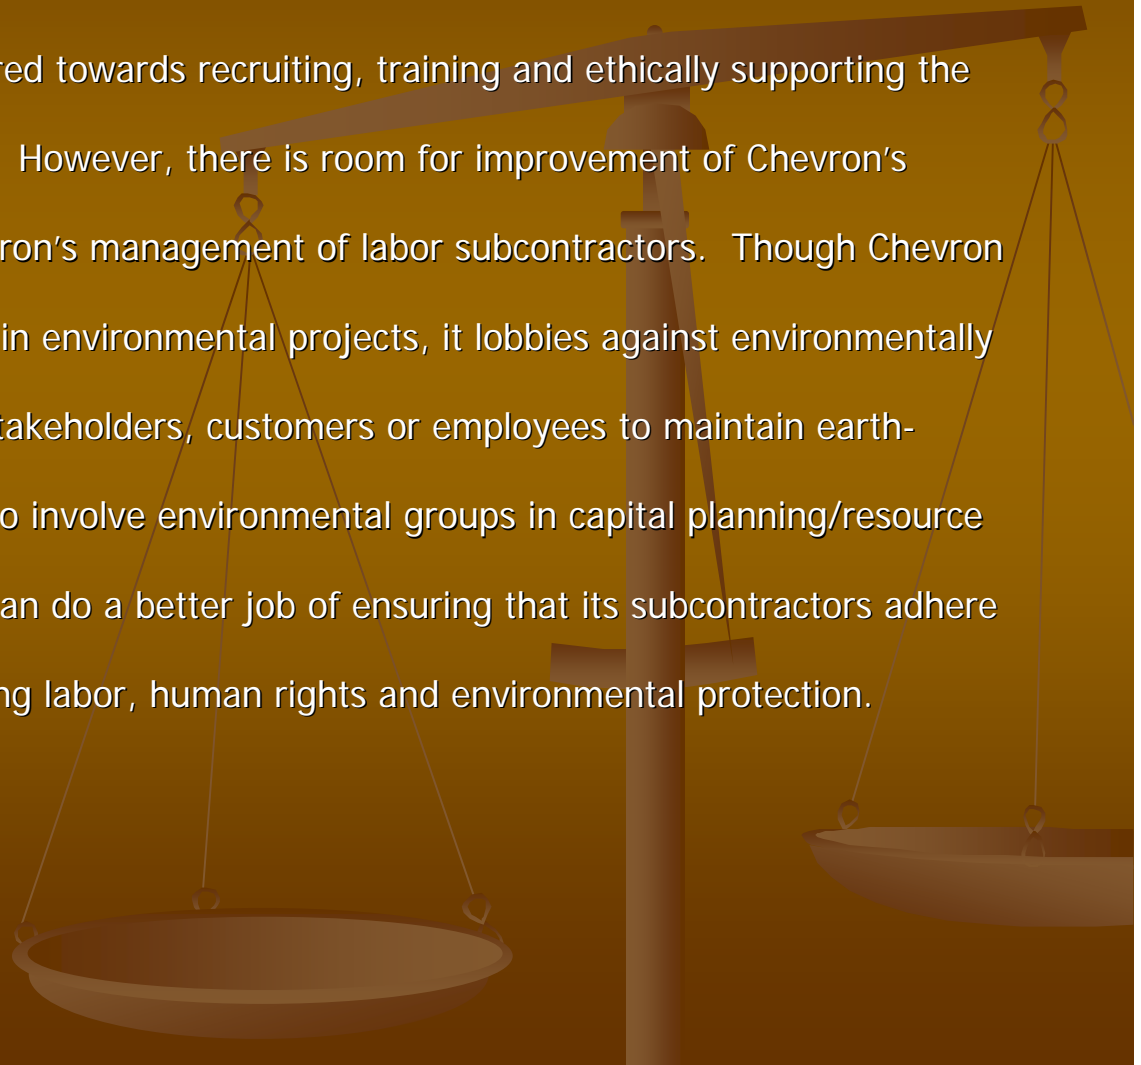 red towards recruiting, training and ethically supporting the
However, there is room for improvement of Chevron’s
ron’s management of labor subcontractors. Though Chevron
in environmental projects, it lobbies against environmentally
takeholders, customers or employees to maintain earth-
o involve environmental groups in capital planning/resource
an do a better job of ensuring that its subcontractors adhere
ng labor, human rights and environmental protection.